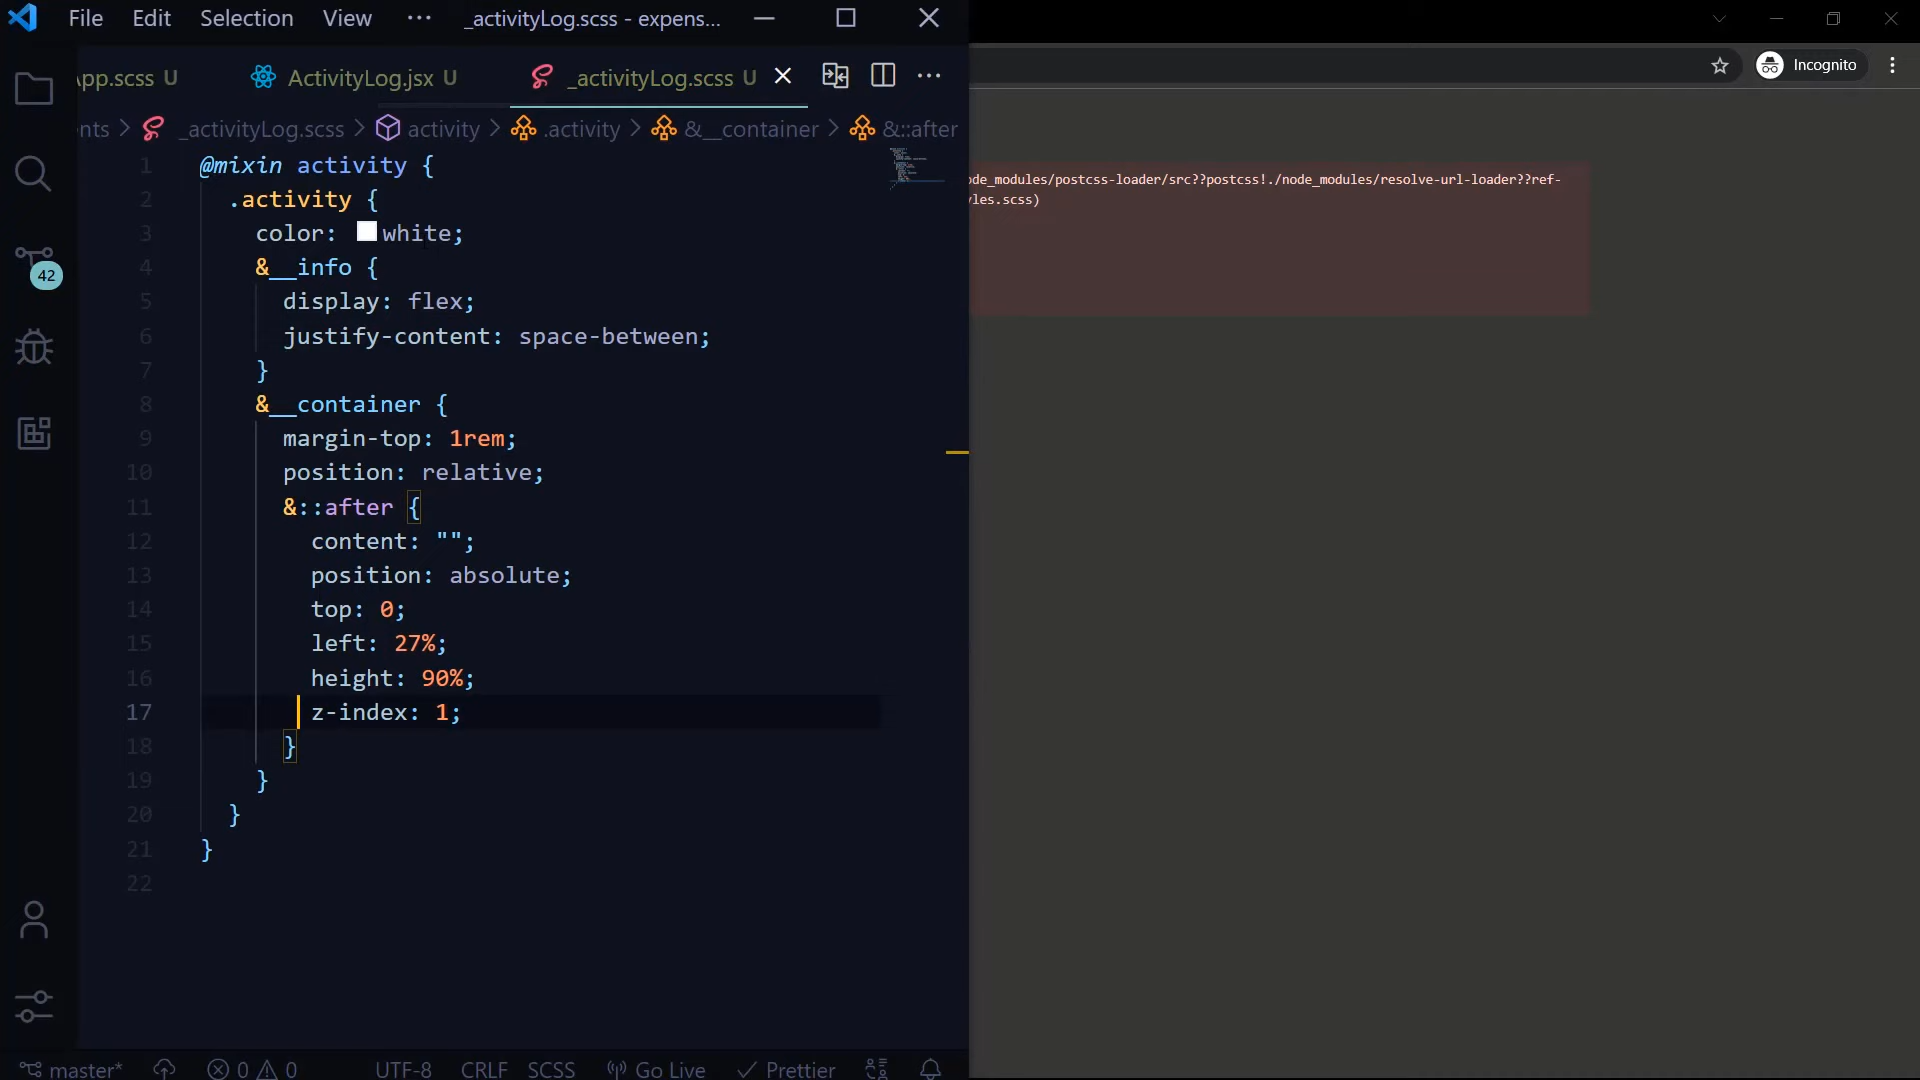 File Edit Selection View ··· _activityLog.scss - expens...
App.scss U ActivityLog.jsx U _activityLog.scss U
ents > _activityLog.scss > activity > .activity > &__container > &::after
1 @mixin activity {
2 .activity {
3 color: white;
4 &__info {
5 display: flex;
6 justify-content: space-between;
7 }
8 &__container {
9 margin-top: 1rem;
10 position: relative;
11 &::after {
12 content: "";
13 position: absolute;
14 top: 0;
15 left: 27%;
16 height: 90%;
17 z-index: 1;
18 }
19 }
20 }
21 }
22
42
master* 0 0 UTF-8 CRLF SCSS Go Live Prettier
Incognito
ode_modules/postcss-loader/src??postcss!./node_modules/resolve-url-loader??ref-
yles.scss)